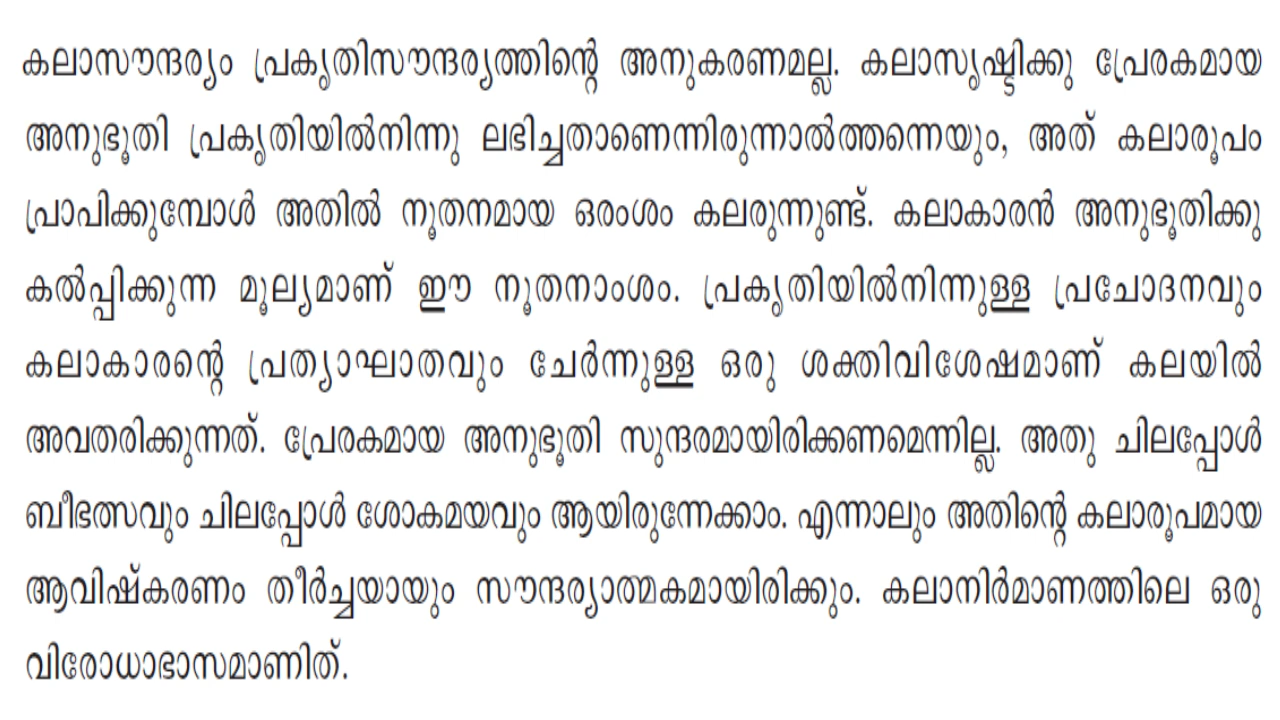 കലാസൗന്ദര്യം പ്രകൃതിസൗന്ദര്യത്തിന്റെ അനുകരണമല്ല. കലാസൃഷ്ടിക്കു പ്രേരകമായ
അനുഭൂതി പ്രകൃതിയിൽനിന്നു ലഭിച്ചതാണെന്നിരുന്നാൽത്തന്നെയും, അത് കലാരൂപം
പ്രാപിക്കുമ്പോൾ അതിൽ നൂതനമായ ഒരംശം കലരുന്നുണ്ട്. കലാകാരൻ അനുഭൂതിക്കു
കൽപ്പിക്കുന്ന മൂല്യമാണ് ഈ നൂതനാംശം. പ്രകൃതിയിൽനിന്നുള്ള പ്രചോദനവും
കലാകാരന്റെ പ്രത്യാഘാതവും ചേർന്നുള്ള ഒരു ശക്തിവിശേഷമാണ് കലയിൽ
അവതരിക്കുന്നത്. പ്രേരകമായ അനുഭൂതി സുന്ദരമായിരിക്കണമെന്നില്ല. അതു ചിലപ്പോൾ
ബീഭത്സവും ചിലപ്പോൾ ശോകമയവും ആയിരുന്നേക്കാം. എന്നാലും അതിന്റെ കലാരൂപമായ
ആവിഷ്കരണം തീർച്ചയായും സൗന്ദര്യാത്മകമായിരിക്കും. കലാനിർമാണത്തിലെ ഒരു
വിരോധാഭാസമാണിത്.